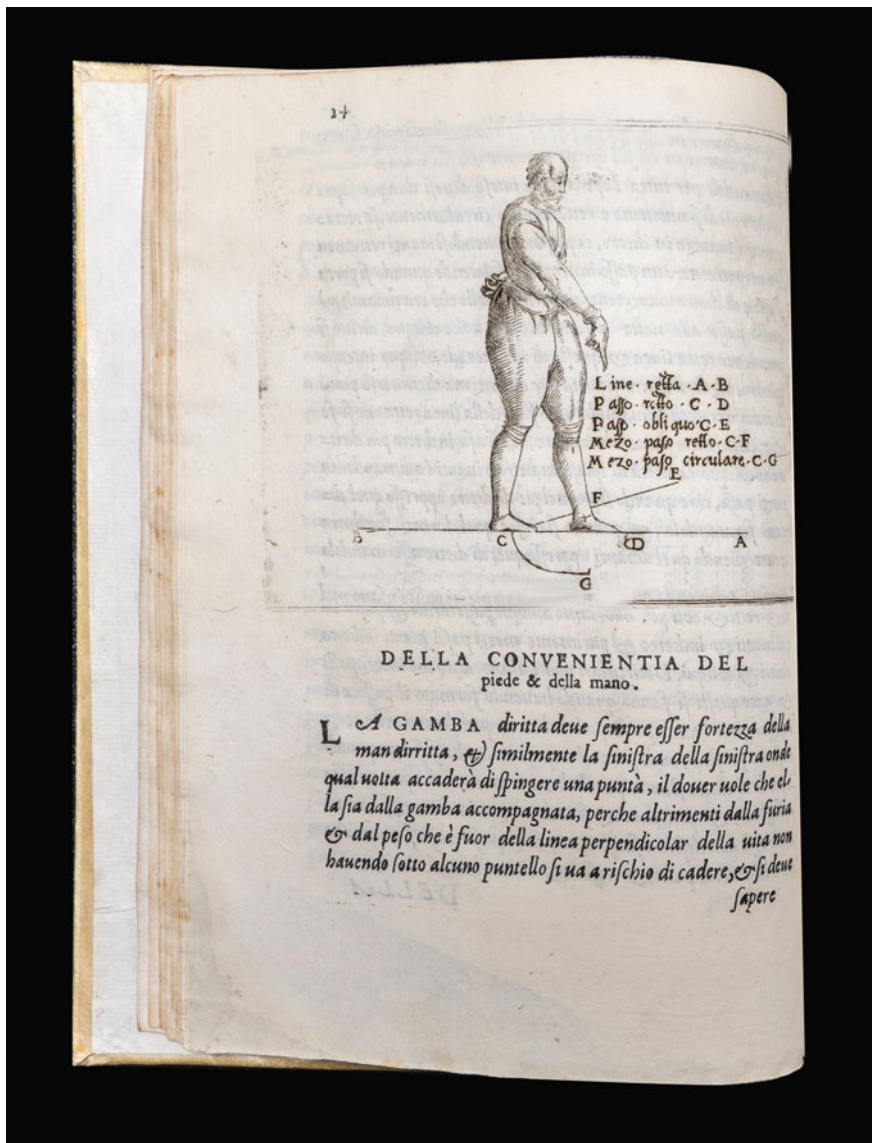 14
Line · retta · A · B
Passo · retto · C · D
Passo · obliquo · C · E
Mezo · passo retto · C · F
Mezo · passo circulare · C · G
E
F
B C D A
G
DELLA CONVENIENTIA DEL
piede & della mano.
LA GAMBA diritta deue sempre esser fortezza della
man dirritta, & similmente la sinistra della sinistra onde
qual uolta accaderà di spingere una puntà, il douer uole che el-
la sia dalla gamba accompagnata, perche altrimenti dalla furia
& dal peso che è fuor della linea perpendicolar della uita non
hauendo sotto alcuno puntello si ua a rischio di cadere, & si deue
sapere